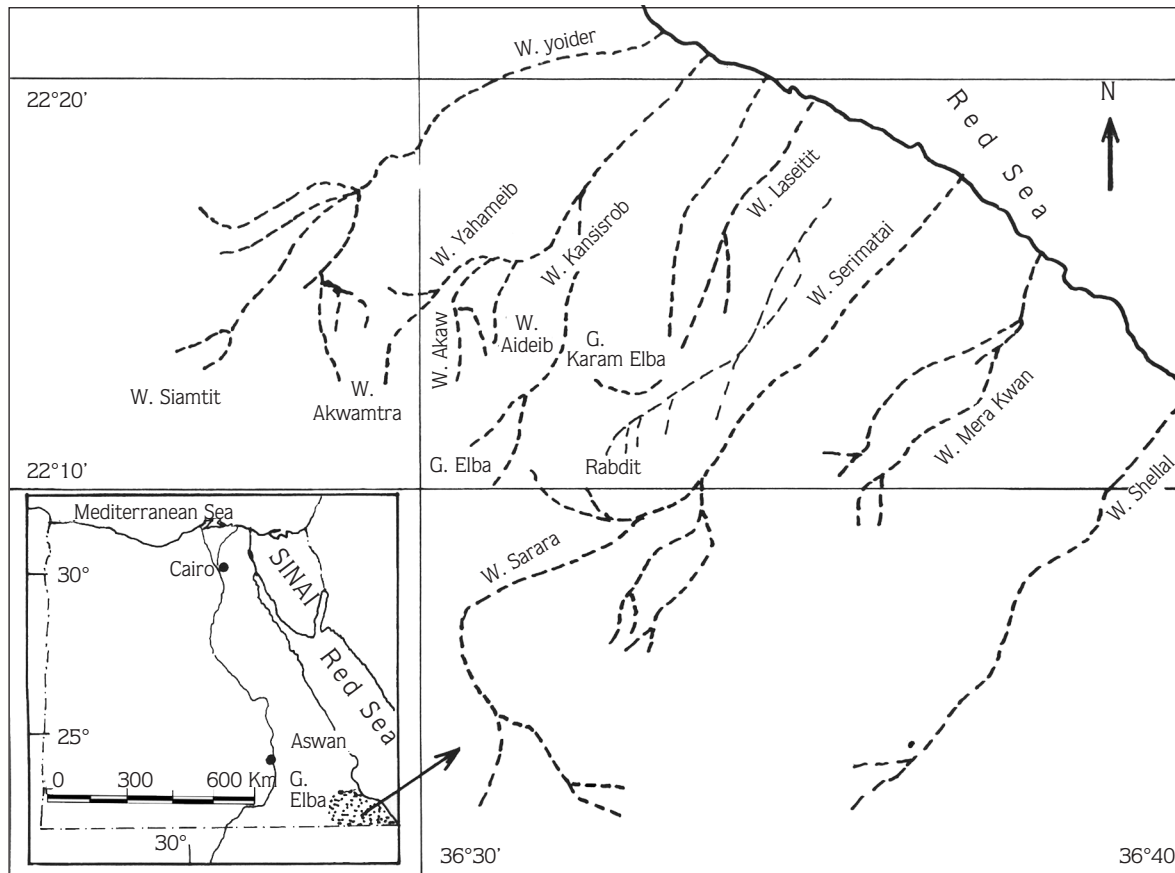 W. yoider
22°20'
Red Sea
N
W. Laseitit
W. Yahameib
W. Kansisrob
W. Serimatai
W. Akaw
W.
Aideib
G.
Karam Elba
W. Siamtit
W.
Akwamtra
W. Mera Kwan
G. Elba
Rabdit
22°10'
W. Shellal
W. Sarara
Mediterranean Sea
Cairo
30°
SINAI
Red Sea
25°
Aswan
0 300 600 Km
G.
Elba
30°
36°30'
36°40'